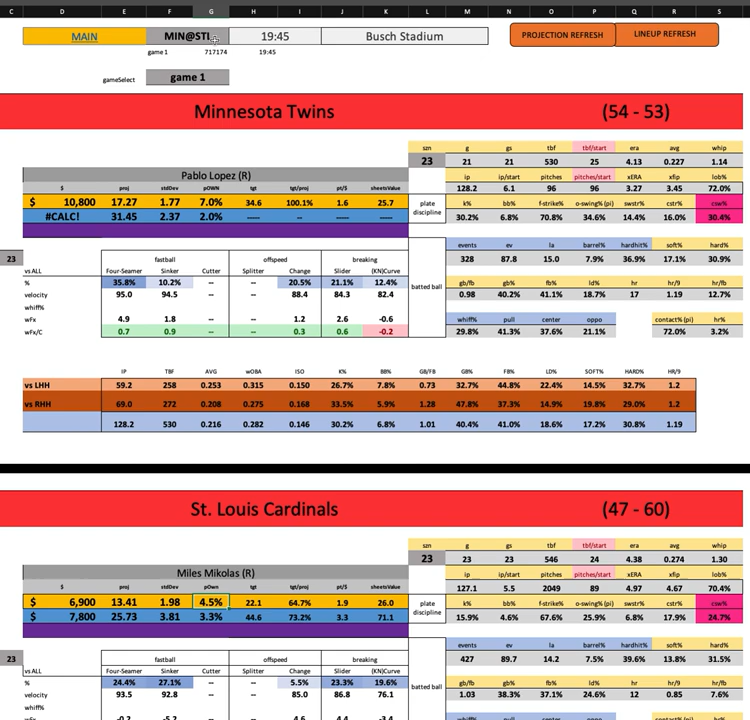 C D E F G H I J K L M N O P Q R S
MAIN MIN@STL 19:45 Busch Stadium PROJECTION REFRESH LINEUP REFRESH
game 1 717174 19:45
gameSelect game 1
Minnesota Twins (54 - 53)
szn g gs tbf tbf/start era avg whip
23 21 21 530 25 4.13 0.227 1.14
Pablo Lopez (R) ip ip/start pitches pitches/start xERA xfip lob%
$ proj stdDev pOWN tgt tgt/proj pt/$ sheetsValue 128.2 6.1 96 96 3.27 3.45 72.0%
$ 10,800 17.27 1.77 7.0% 34.6 100.1% 1.6 25.7 plate discipline k% bb% f-strike% o-swing% (pi) swstr% cstr% csw%
#CALC! 31.45 2.37 2.0% ---- ---- ---- ---- 30.2% 6.8% 70.8% 34.6% 14.4% 16.0% 30.4%
23 fastball offspeed breaking batted ball events ev la barrel% hardhit% soft% hard%
vs ALL Four-Seamer Sinker Cutter Splitter Change Slider (KN)Curve 328 87.8 15.0 7.9% 36.9% 17.1% 30.9%
% 35.8% 10.2% -- -- 20.5% 21.1% 12.4% gb/fb gb% fb% ld% hr hr/9 hr/fb
velocity 95.0 94.5 -- -- 88.4 84.3 82.4 0.98 40.2% 41.1% 18.7% 17 1.19 12.7%
whiff%
wFx 4.9 1.8 -- -- 1.2 2.6 -0.6 whiff% pull center oppo contact% (pi) hr%
wFx/C 0.7 0.9 -- -- 0.3 0.6 -0.2 29.8% 41.3% 37.6% 21.1% 72.0% 3.2%
IP TBF AVG wOBA ISO K% BB% GB/FB GB% FB% LD% SOFT% HARD% HR/9
vs LHH 59.2 258 0.253 0.315 0.150 26.7% 7.8% 0.73 32.7% 44.8% 22.4% 14.5% 32.7% 1.2
vs RHH 69.0 272 0.208 0.275 0.168 33.5% 5.9% 1.28 47.8% 37.3% 14.9% 19.8% 29.0% 1.2
128.2 530 0.216 0.282 0.146 30.2% 6.8% 1.01 40.4% 41.0% 18.6% 17.2% 30.8% 1.19
St. Louis Cardinals (47 - 60)
szn g gs tbf tbf/start era avg whip
23 23 23 546 24 4.38 0.274 1.30
Miles Mikolas (R) ip ip/start pitches pitches/start xERA xfip lob%
$ proj stdDev pOwn tgt tgt/proj pt/$ sheetsValue 127.1 5.5 2049 89 4.97 4.67 70.4%
$ 6,900 13.41 1.98 4.5% 22.1 64.7% 1.9 26.0 plate discipline k% bb% f-strike% o-swing% (pi) swstr% cstr% csw%
$ 7,800 25.73 3.81 3.3% 44.6 73.2% 3.3 71.1 15.9% 4.6% 67.6% 25.9% 6.8% 17.9% 24.7%
23 fastball offspeed breaking batted ball events ev la barrel% hardhit% soft% hard%
vs ALL Four-Seamer Sinker Cutter Splitter Change Slider (KN)Curve 427 89.7 14.2 7.5% 39.6% 13.8% 31.5%
% 24.4% 27.1% -- -- 5.5% 23.3% 19.6% gb/fb gb% fb% ld% hr hr/9 hr/fb
velocity 93.5 92.8 -- -- 85.0 86.8 76.1 1.03 38.3% 37.1% 24.6% 12 0.85 7.6%
whiff%
wFx -0.2 -5.2 -- -- 4.6 4.4 -3.4 whiff% pull center oppo contact% (pi) hr%